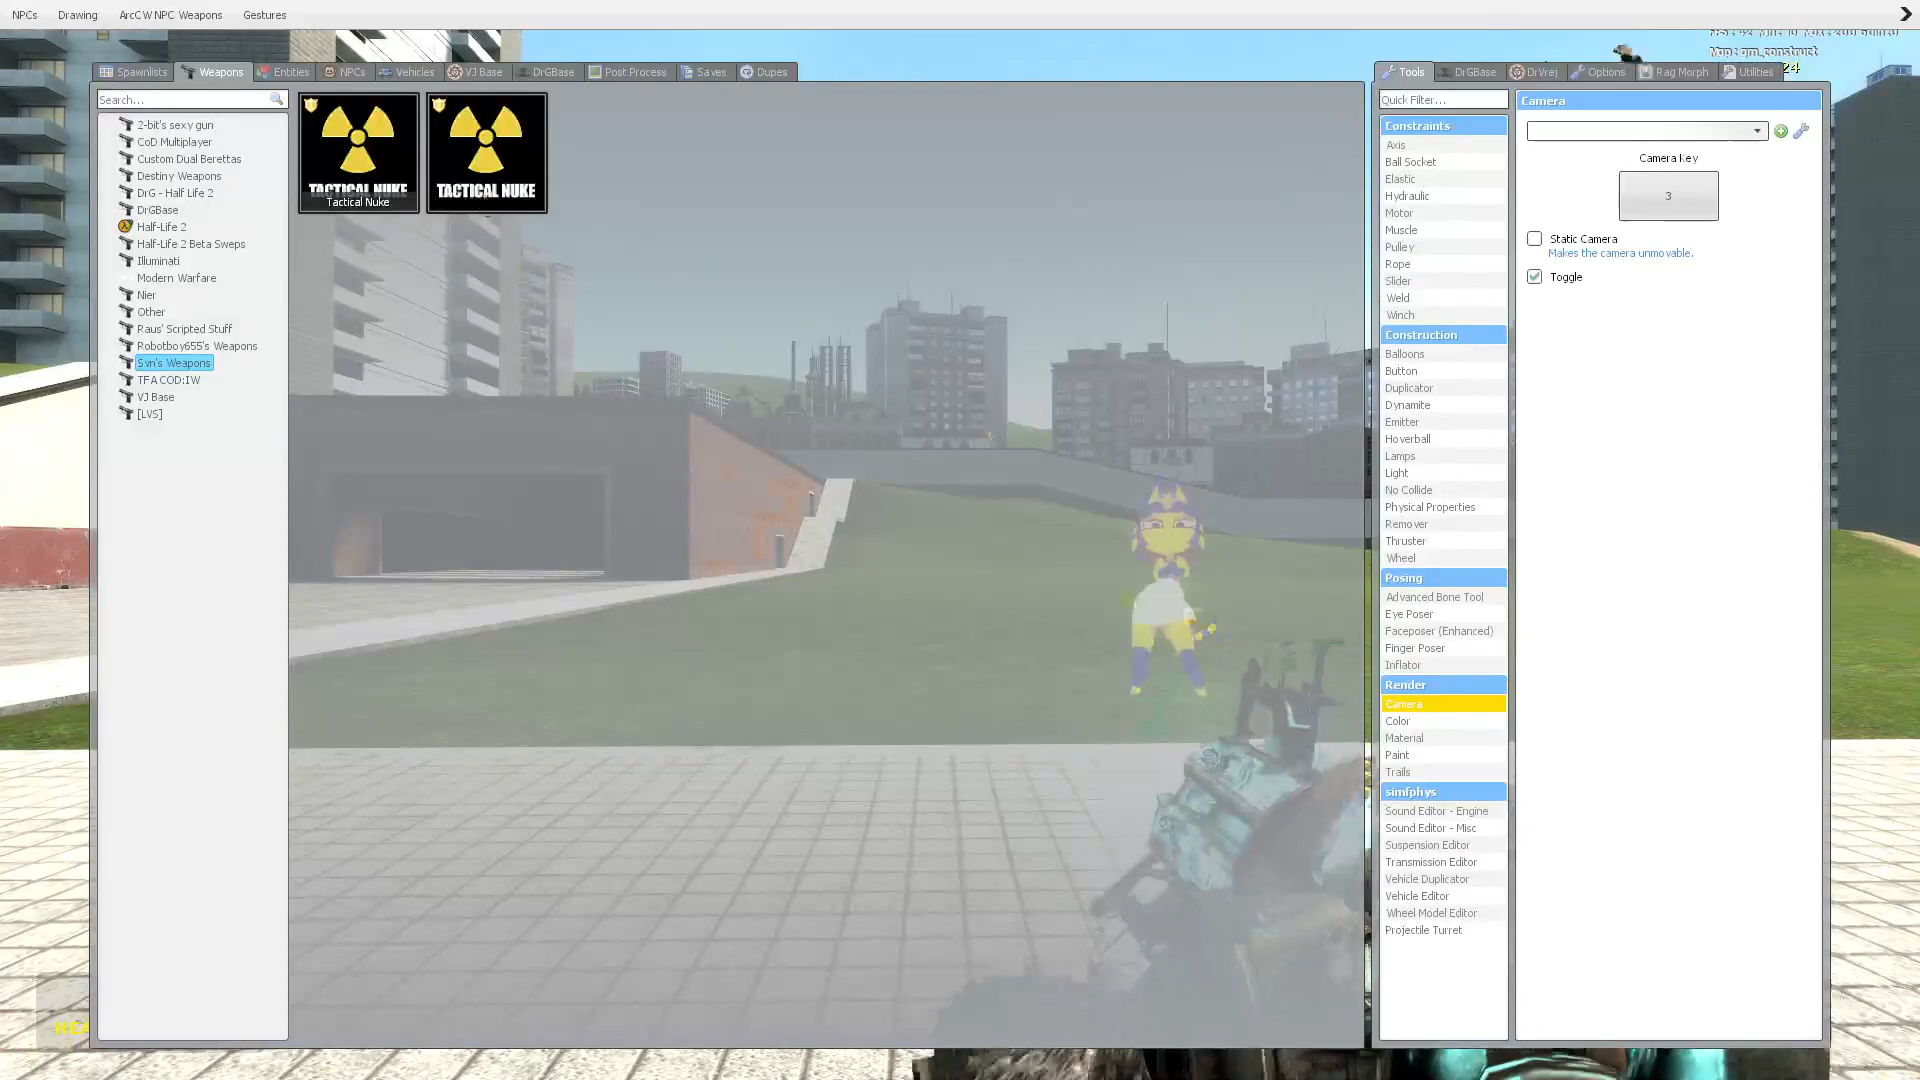 NPCs Drawing ArcCW NPC Weapons Gestures
Map : gm_construct
24
Spawnlists Weapons Entities NPCs Vehicles VJ Base DrGBase Post Process Saves Dupes
Tools DrGBase DrVrej Options Rag Morph Utilities
Search...
2-bit's sexy gun
CoD Multiplayer
Custom Dual Berettas
Destiny Weapons
DrG - Half Life 2
DrGBase
Half-Life 2
Half-Life 2 Beta Sweps
Illuminati
Modern Warfare
Nier
Other
Raus' Scripted Stuff
Robotboy655's Weapons
Svn's Weapons
TFA COD:IW
VJ Base
[LVS]
TACTICAL NUKE
Tactical Nuke
TACTICAL NUKE
Quick Filter...
Constraints
Axis
Ball Socket
Elastic
Hydraulic
Motor
Muscle
Pulley
Rope
Slider
Weld
Winch
Construction
Balloons
Button
Duplicator
Dynamite
Emitter
Hoverball
Lamps
Light
No Collide
Physical Properties
Remover
Thruster
Wheel
Posing
Advanced Bone Tool
Eye Poser
Faceposer (Enhanced)
Finger Poser
Inflator
Render
Camera
Color
Material
Paint
Trails
simfphys
Sound Editor - Engine
Sound Editor - Misc
Suspension Editor
Transmission Editor
Vehicle Duplicator
Vehicle Editor
Wheel Model Editor
Projectile Turret
Camera
Camera Key
3
Static Camera
Makes the camera unmovable.
Toggle